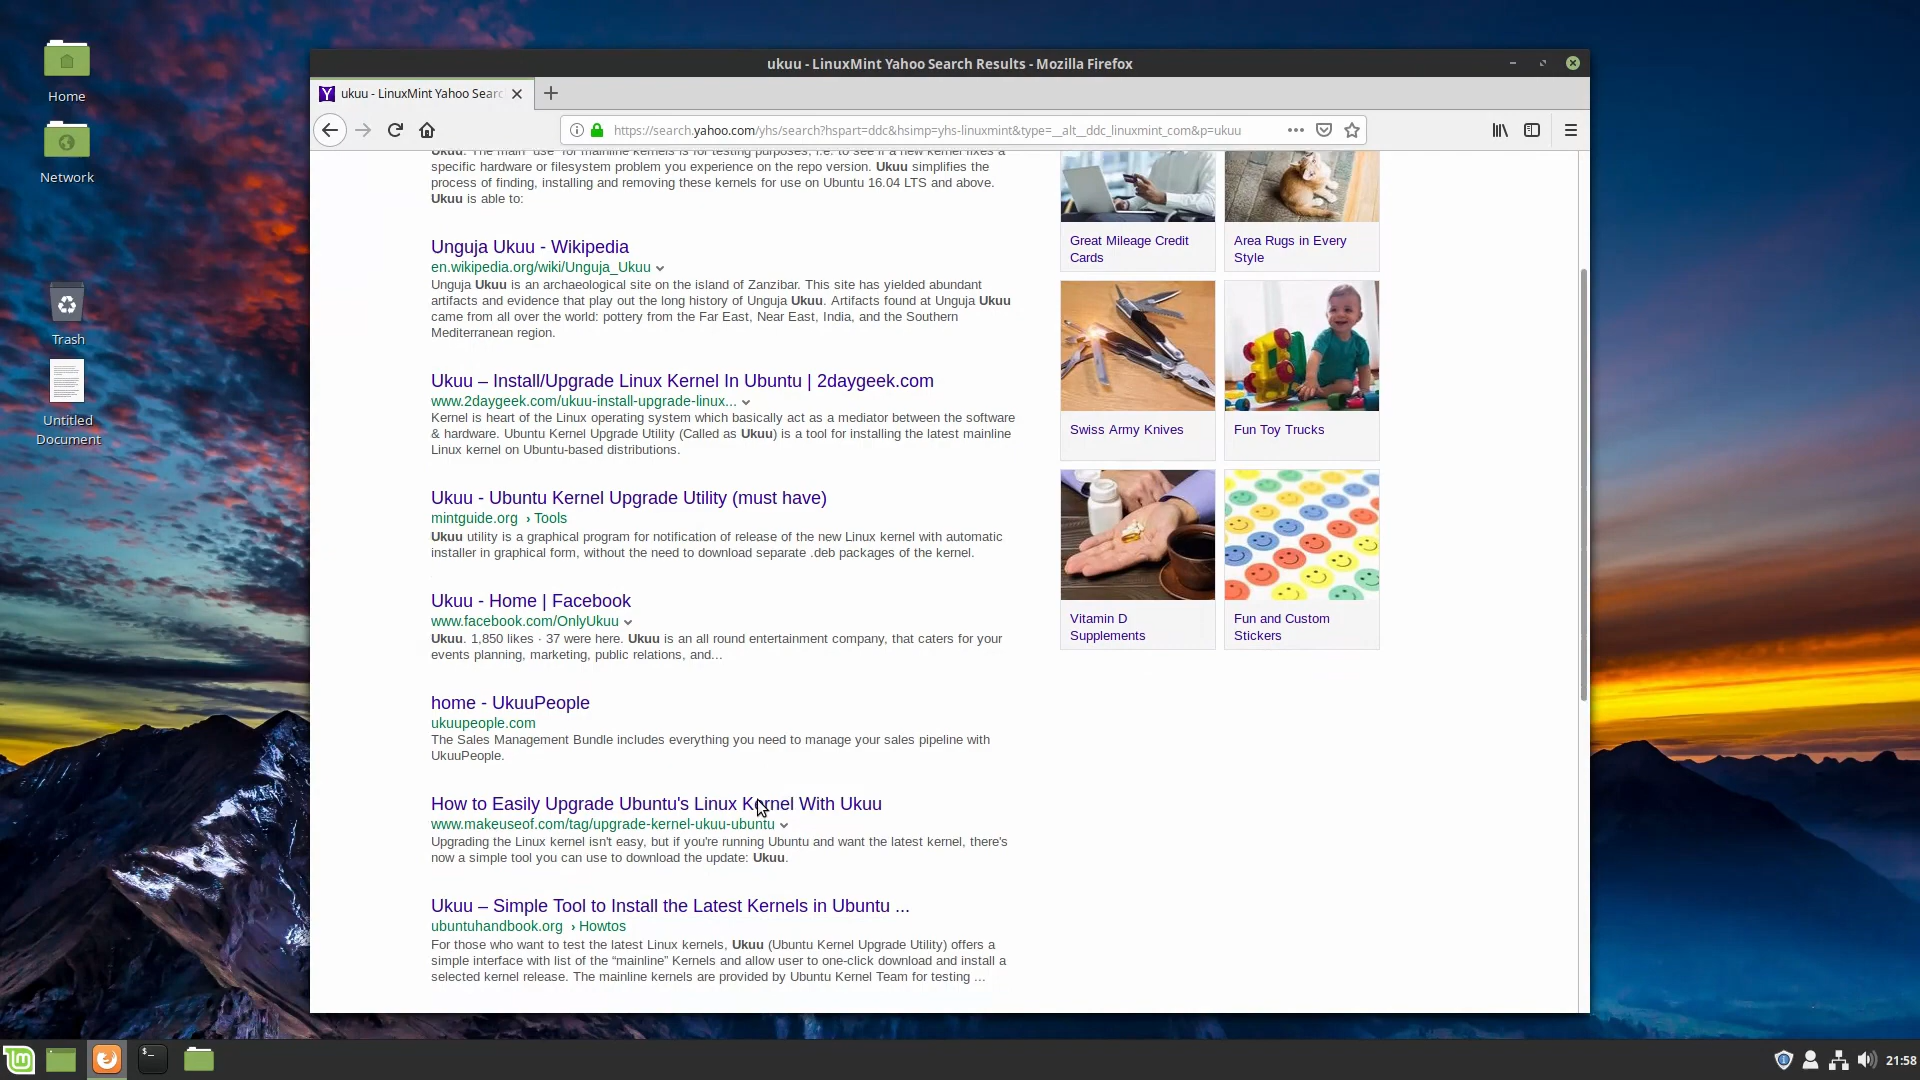 Home
Network
Trash
Untitled
Document
ukuu - LinuxMint Yahoo Search Results - Mozilla Firefox
ukuu - LinuxMint Yahoo Searc
https://search.yahoo.com/yhs/search?hspart=ddc&hsimp=yhs-linuxmint&type=__alt__ddc_linuxmint_com&p=ukuu
Ukuu. The main "use" for mainline kernels is for testing purposes, i.e. to see if a new kernel fixes a
specific hardware or filesystem problem you experience on the repo version. Ukuu simplifies the
process of finding, installing and removing these kernels for use on Ubuntu 16.04 LTS and above.
Ukuu is able to:
Unguja Ukuu - Wikipedia
en.wikipedia.org/wiki/Unguja_Ukuu
Unguja Ukuu is an archaeological site on the island of Zanzibar. This site has yielded abundant
artifacts and evidence that play out the long history of Unguja Ukuu. Artifacts found at Unguja Ukuu
came from all over the world: pottery from the Far East, Near East, India, and the Southern
Mediterranean region.
Ukuu – Install/Upgrade Linux Kernel In Ubuntu | 2daygeek.com
www.2daygeek.com/ukuu-install-upgrade-linux...
Kernel is heart of the Linux operating system which basically act as a mediator between the software
& hardware. Ubuntu Kernel Upgrade Utility (Called as Ukuu) is a tool for installing the latest mainline
Linux kernel on Ubuntu-based distributions.
Ukuu - Ubuntu Kernel Upgrade Utility (must have)
mintguide.org › Tools
Ukuu utility is a graphical program for notification of release of the new Linux kernel with automatic
installer in graphical form, without the need to download separate .deb packages of the kernel.
Ukuu - Home | Facebook
www.facebook.com/OnlyUkuu
Ukuu. 1,850 likes · 37 were here. Ukuu is an all round entertainment company, that caters for your
events planning, marketing, public relations, and...
home - UkuuPeople
ukuupeople.com
The Sales Management Bundle includes everything you need to manage your sales pipeline with
UkuuPeople.
How to Easily Upgrade Ubuntu's Linux Kernel With Ukuu
www.makeuseof.com/tag/upgrade-kernel-ukuu-ubuntu
Upgrading the Linux kernel isn't easy, but if you're running Ubuntu and want the latest kernel, there's
now a simple tool you can use to download the update: Ukuu.
Ukuu – Simple Tool to Install the Latest Kernels in Ubuntu ...
ubuntuhandbook.org › Howtos
For those who want to test the latest Linux kernels, Ukuu (Ubuntu Kernel Upgrade Utility) offers a
simple interface with list of the “mainline” Kernels and allow user to one-click download and install a
selected kernel release. The mainline kernels are provided by Ubuntu Kernel Team for testing ...
Great Mileage Credit
Cards
Area Rugs in Every
Style
Swiss Army Knives
Fun Toy Trucks
Vitamin D
Supplements
Fun and Custom
Stickers
21:58